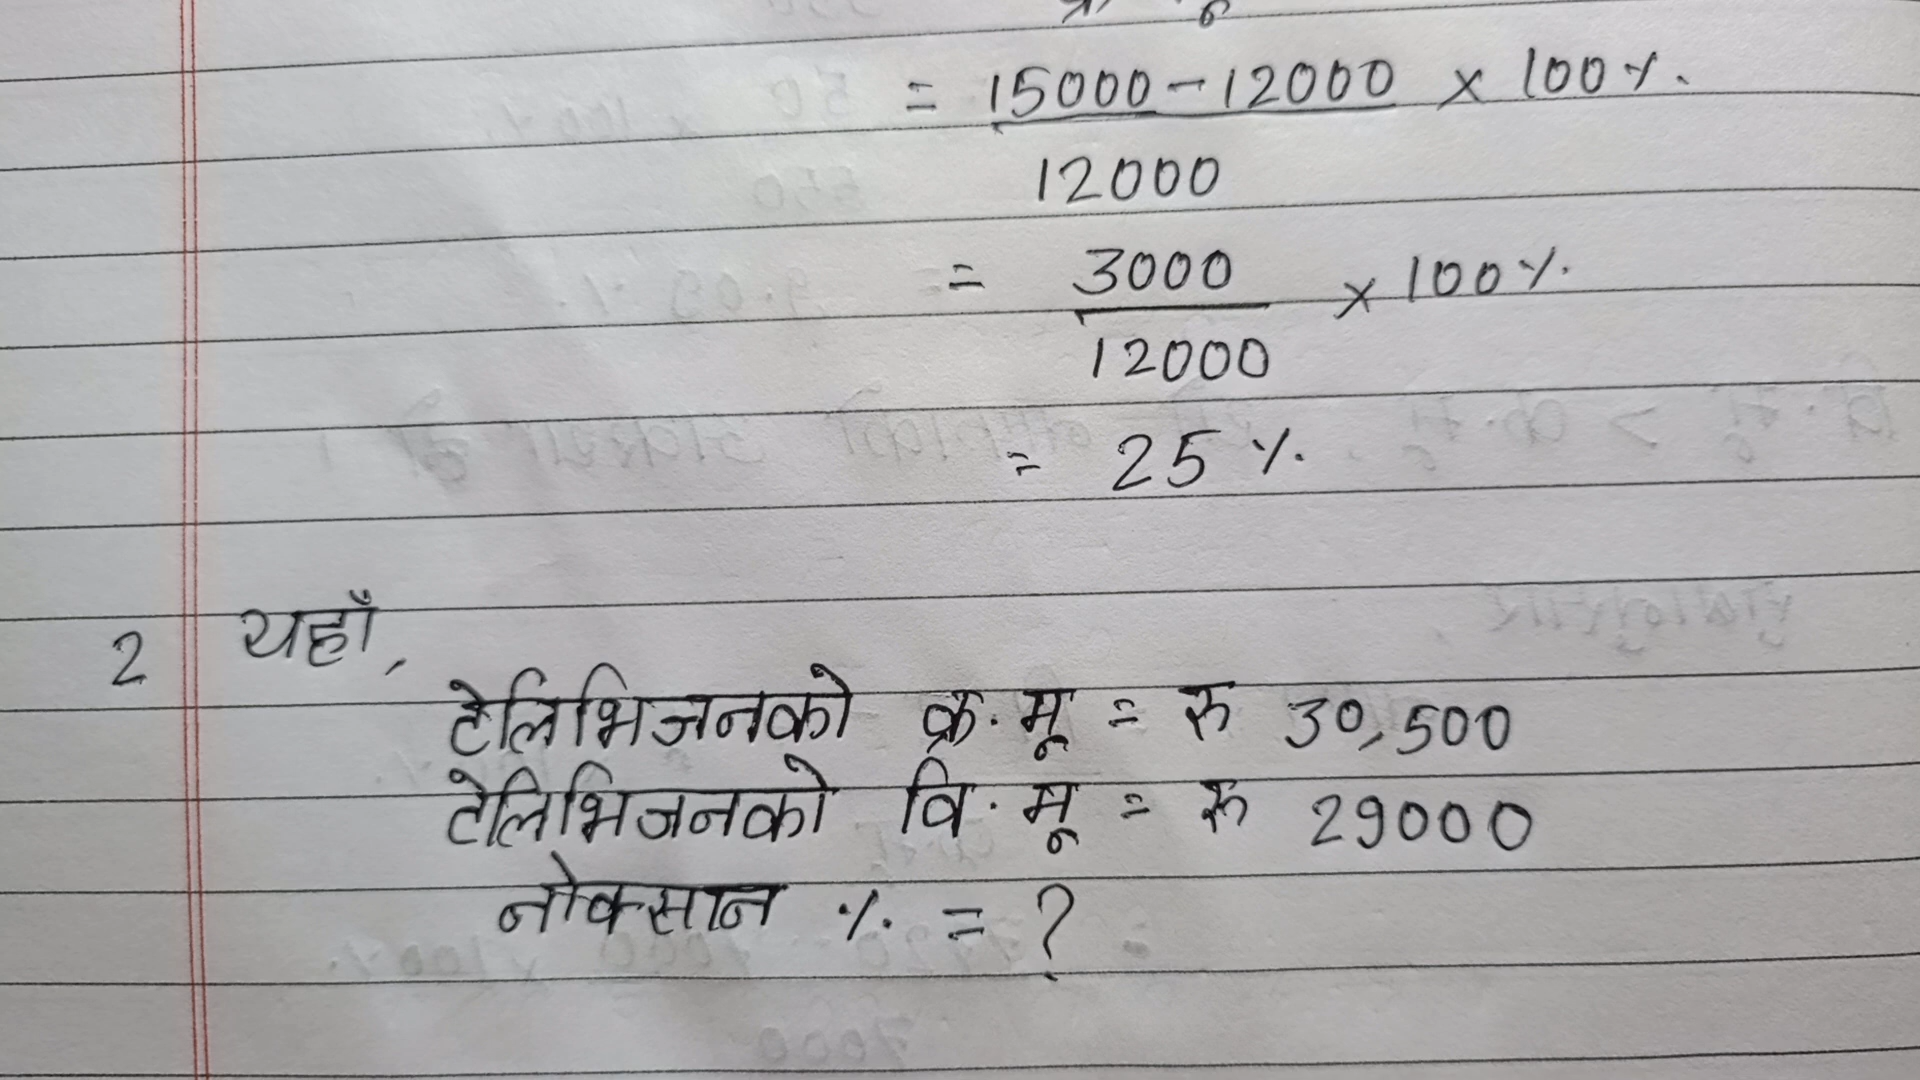 = 15000 - 12000 × 100%.
12000
= 3000 × 100%.
12000
= 25%.
2 यहाँ,
टेलिभिजनको क्र. मू = रु 30,500
टेलिभिजनको वि. मू = रु 29000
नोक्सान % = ?